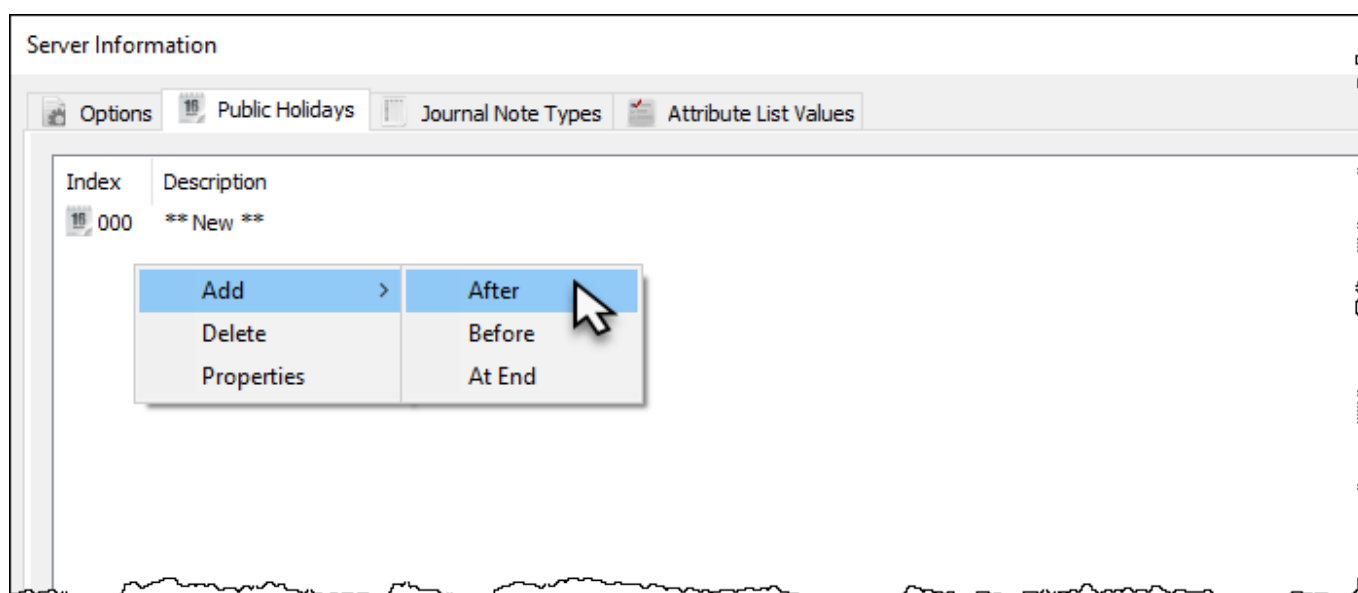 Server Information
Options Public Holidays Journal Note Types Attribute List Values
Index Description
16 000 ** New **
Add > After
Delete Before
Properties At End